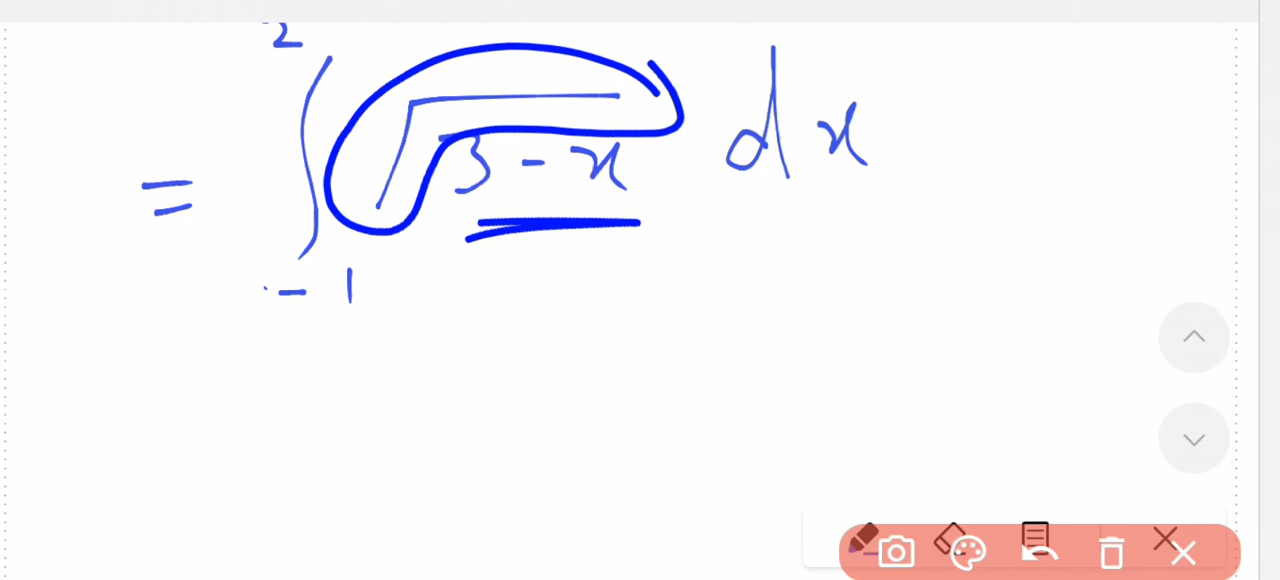 = ∫_{-1}^{2} √(3 - x) dx